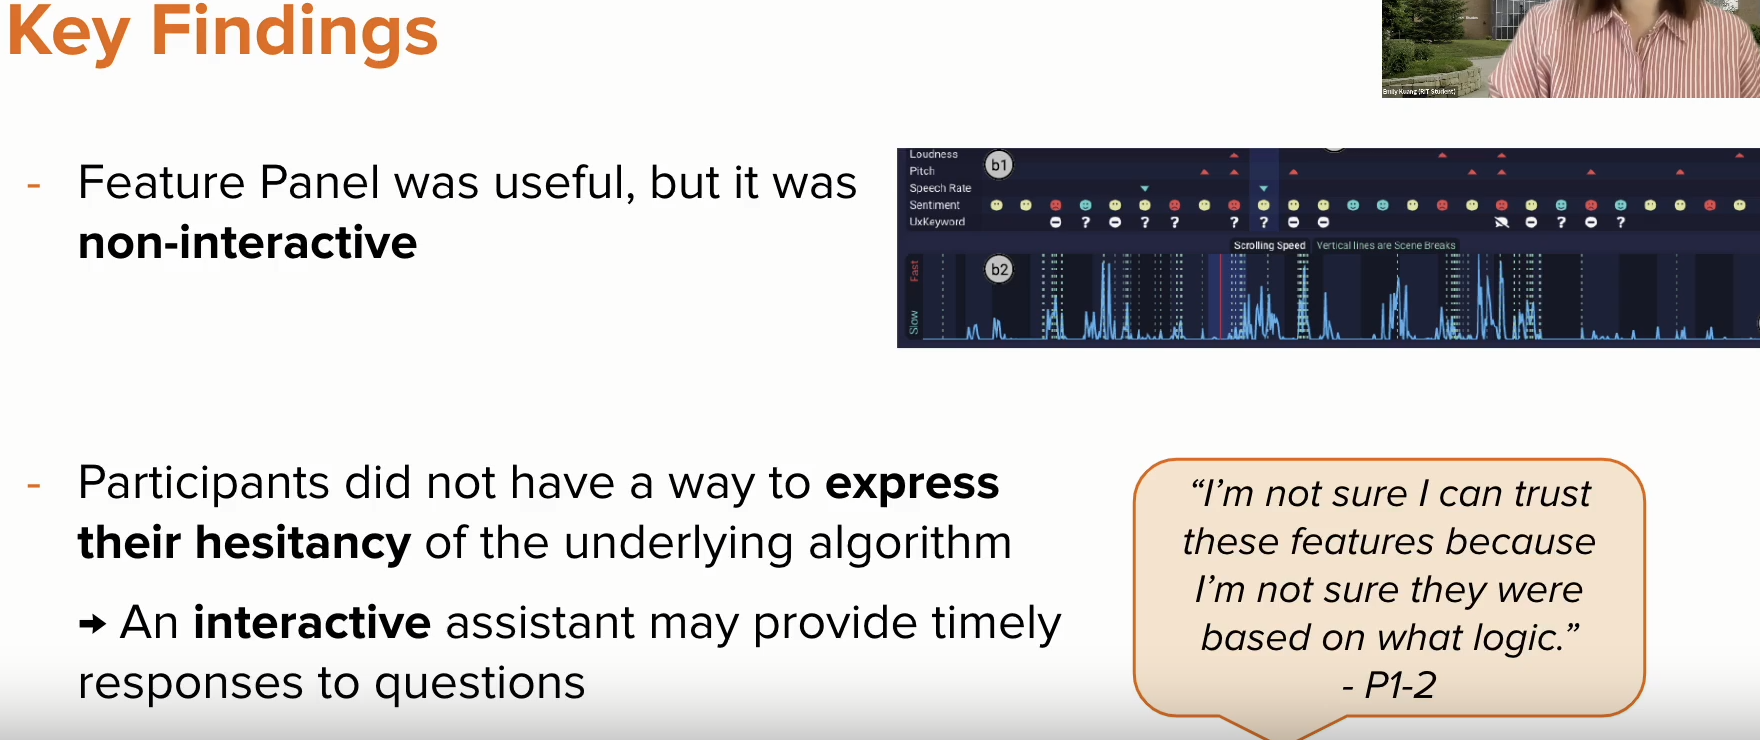 Key Findings
Emily Kuang (RIT Student)
- Feature Panel was useful, but it was
non-interactive
Loudness
Pitch
Speech Rate
Sentiment
UxKeyword
b1
? ? ? ? ? ? ?
Scrolling Speed Vertical lines are Scene Breaks
b2
Fast
Slow
- Participants did not have a way to express
their hesitancy of the underlying algorithm
→ An interactive assistant may provide timely
responses to questions
“I’m not sure I can trust
these features because
I’m not sure they were
based on what logic.”
- P1-2